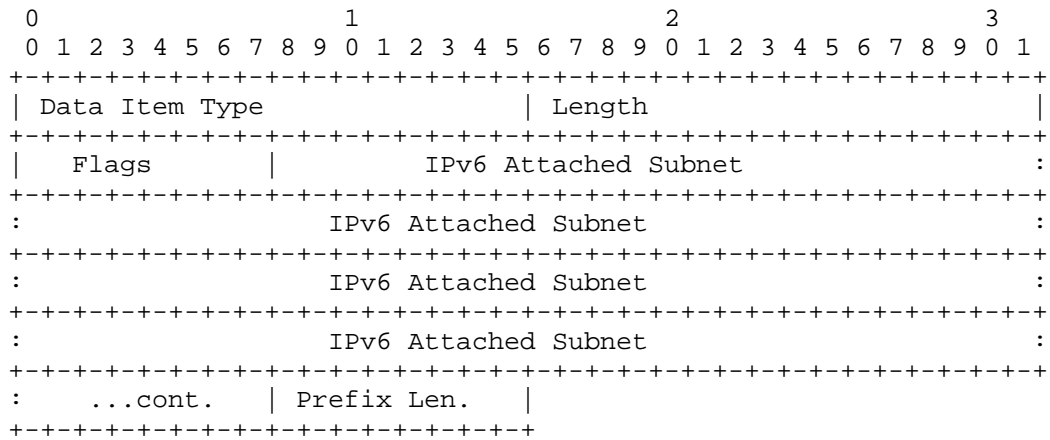 0                   1                   2                   3
 0 1 2 3 4 5 6 7 8 9 0 1 2 3 4 5 6 7 8 9 0 1 2 3 4 5 6 7 8 9 0 1
+-+-+-+-+-+-+-+-+-+-+-+-+-+-+-+-+-+-+-+-+-+-+-+-+-+-+-+-+-+-+-+-+
| Data Item Type                | Length                        |
+-+-+-+-+-+-+-+-+-+-+-+-+-+-+-+-+-+-+-+-+-+-+-+-+-+-+-+-+-+-+-+-+
|   Flags       |         IPv6 Attached Subnet                  :
+-+-+-+-+-+-+-+-+-+-+-+-+-+-+-+-+-+-+-+-+-+-+-+-+-+-+-+-+-+-+-+-+
:                   IPv6 Attached Subnet                        :
+-+-+-+-+-+-+-+-+-+-+-+-+-+-+-+-+-+-+-+-+-+-+-+-+-+-+-+-+-+-+-+-+
:                   IPv6 Attached Subnet                        :
+-+-+-+-+-+-+-+-+-+-+-+-+-+-+-+-+-+-+-+-+-+-+-+-+-+-+-+-+-+-+-+-+
:                   IPv6 Attached Subnet                        :
+-+-+-+-+-+-+-+-+-+-+-+-+-+-+-+-+-+-+-+-+-+-+-+-+-+-+-+-+-+-+-+-+
:    ...cont.   | Prefix Len.   |
+-+-+-+-+-+-+-+-+-+-+-+-+-+-+-+-+